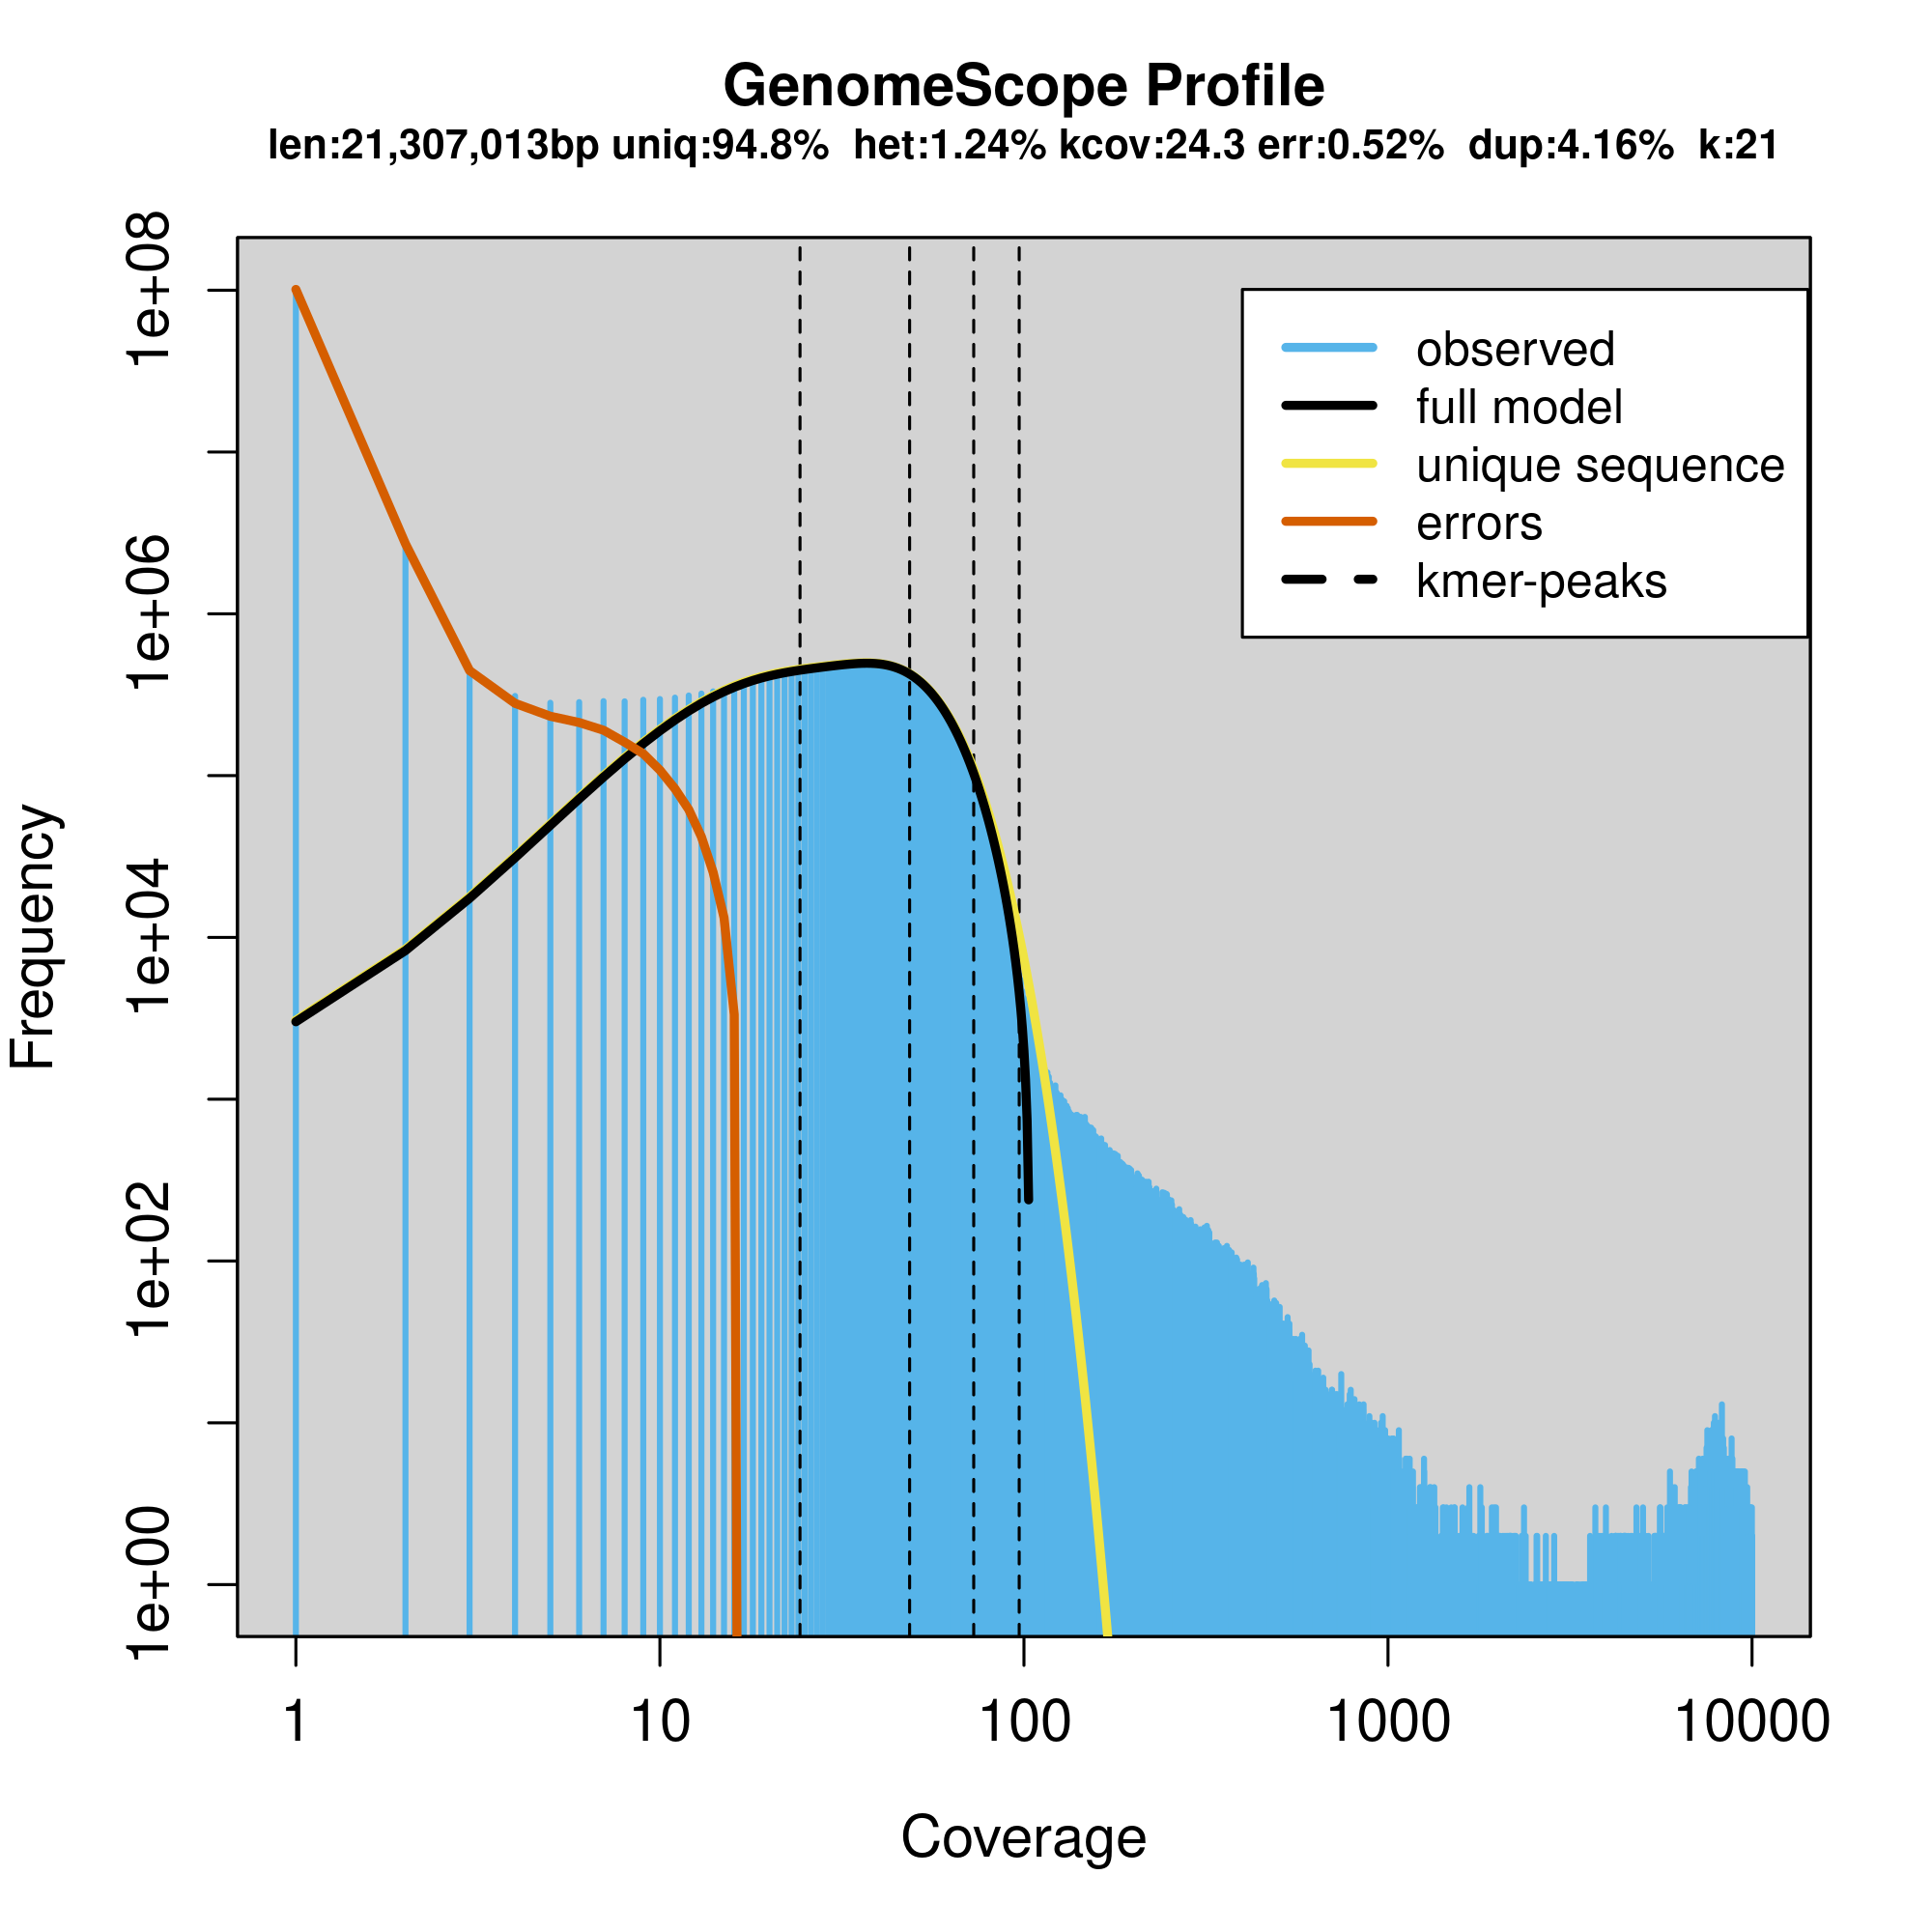 GenomeScope Profile
len:21,307,013bp uniq:94.8% het:1.24% kcov:24.3 err:0.52% dup:4.16% k:21
observed
full model
unique sequence
errors
kmer-peaks
Frequency
1e+08
1e+06
1e+04
1e+02
1e+00
1 10 100 1000 10000
Coverage